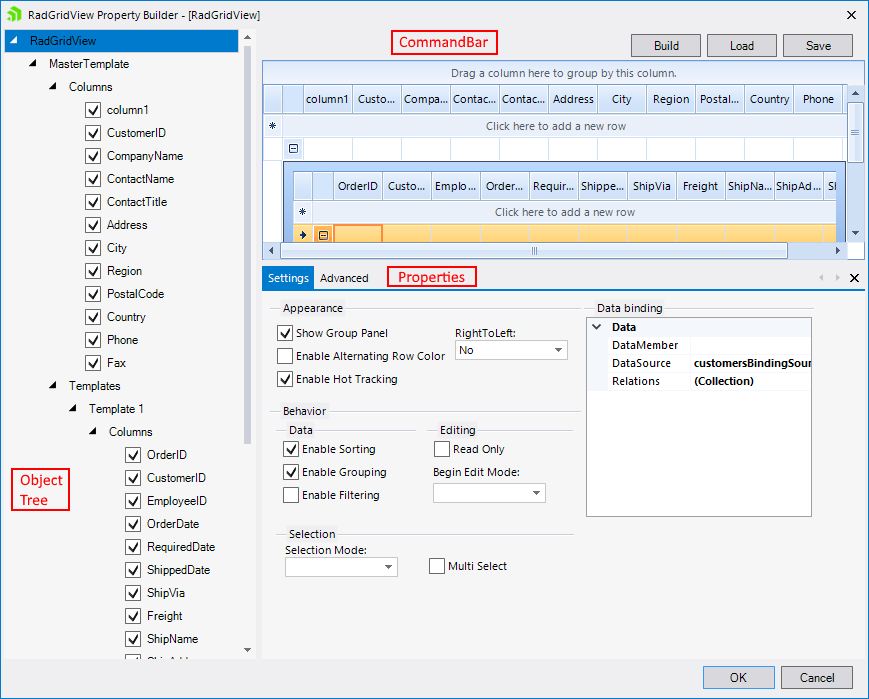 RadGridView Property Builder - [RadGridView]
RadGridView
MasterTemplate
Columns
column1
CustomerID
CompanyName
ContactName
ContactTitle
Address
City
Region
PostalCode
Country
Phone
Fax
Templates
Template 1
Columns
OrderID
CustomerID
EmployeeID
OrderDate
RequiredDate
ShippedDate
ShipVia
Freight
ShipName
Object
Tree
CommandBar
Build Load Save
Drag a column here to group by this column.
column1 Custo... Compa... Contac... Contac... Address City Region Postal... Country Phone
Click here to add a new row
OrderID Custo... Emplo... Order... Requir... Shippe... ShipVia Freight ShipNa... ShipAd...
Click here to add a new row
Settings Advanced Properties
Appearance
Show Group Panel
Enable Alternating Row Color
Enable Hot Tracking
RightToLeft:
No
Behavior
Data
Enable Sorting
Enable Grouping
Enable Filtering
Editing
Read Only
Begin Edit Mode:
Selection
Selection Mode:
Multi Select
Data binding
Data
DataMember
DataSource customersBindingSour
Relations (Collection)
OK Cancel